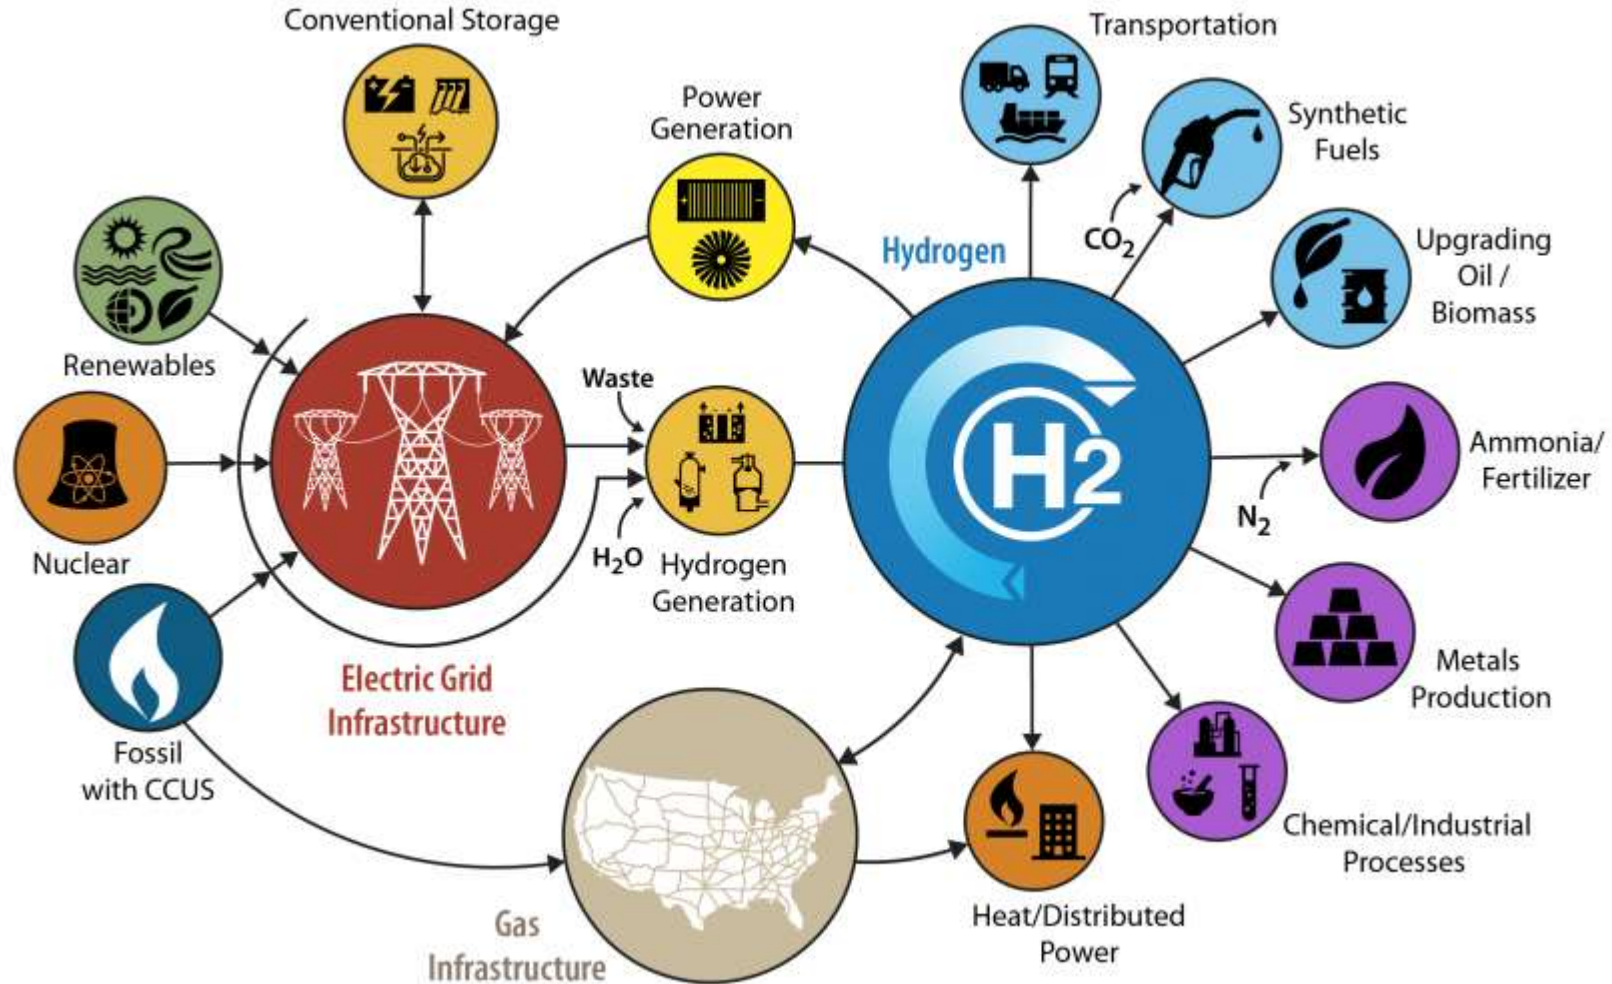 Conventional Storage
Transportation
Power
Generation
Synthetic
Fuels
CO₂
Hydrogen
Upgrading
Oil /
Biomass
Renewables
Waste
H2
Ammonia/
Fertilizer
N₂
Nuclear
H₂O
Hydrogen
Generation
Electric Grid
Infrastructure
Metals
Production
Fossil
with CCUS
Chemical/Industrial
Processes
Gas
Infrastructure
Heat/Distributed
Power